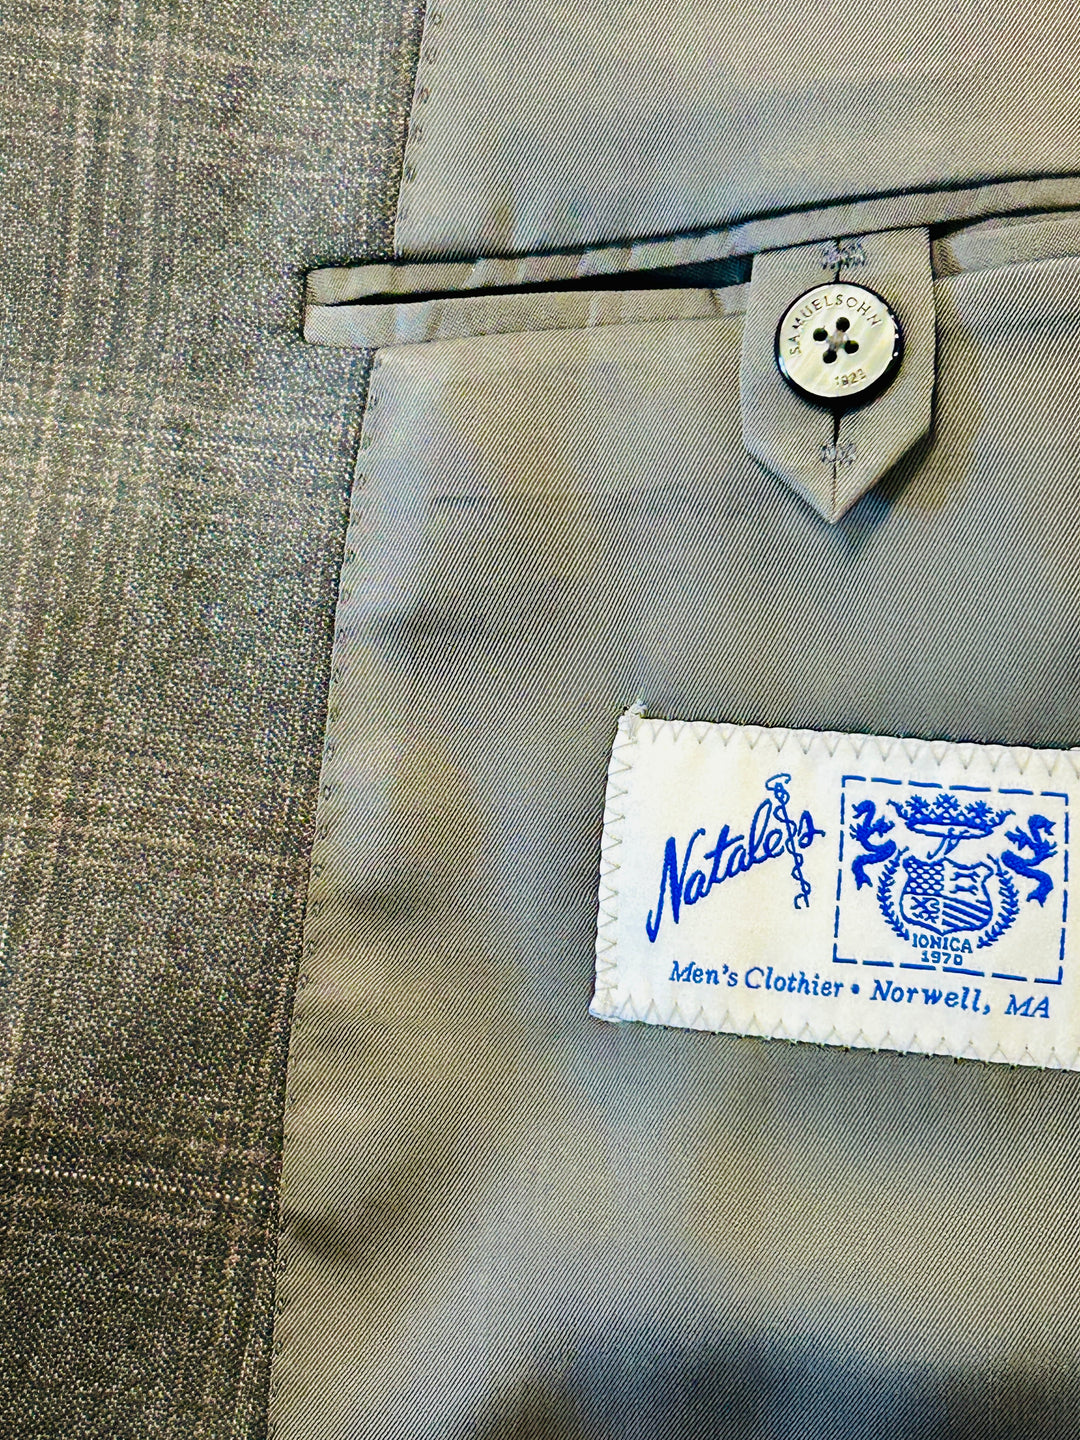 SAMUELSOHN
1923
Natale's
IONICA
1970
Men's Clothier • Norwell, MA